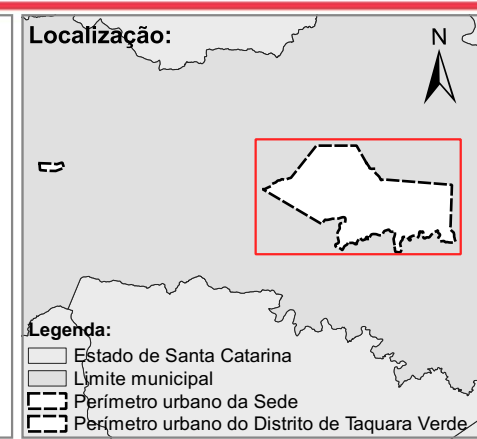 Localização:
N
Legenda:
Estado de Santa Catarina
Limite municipal
Perímetro urbano da Sede
Perímetro urbano do Distrito de Taquara Verde